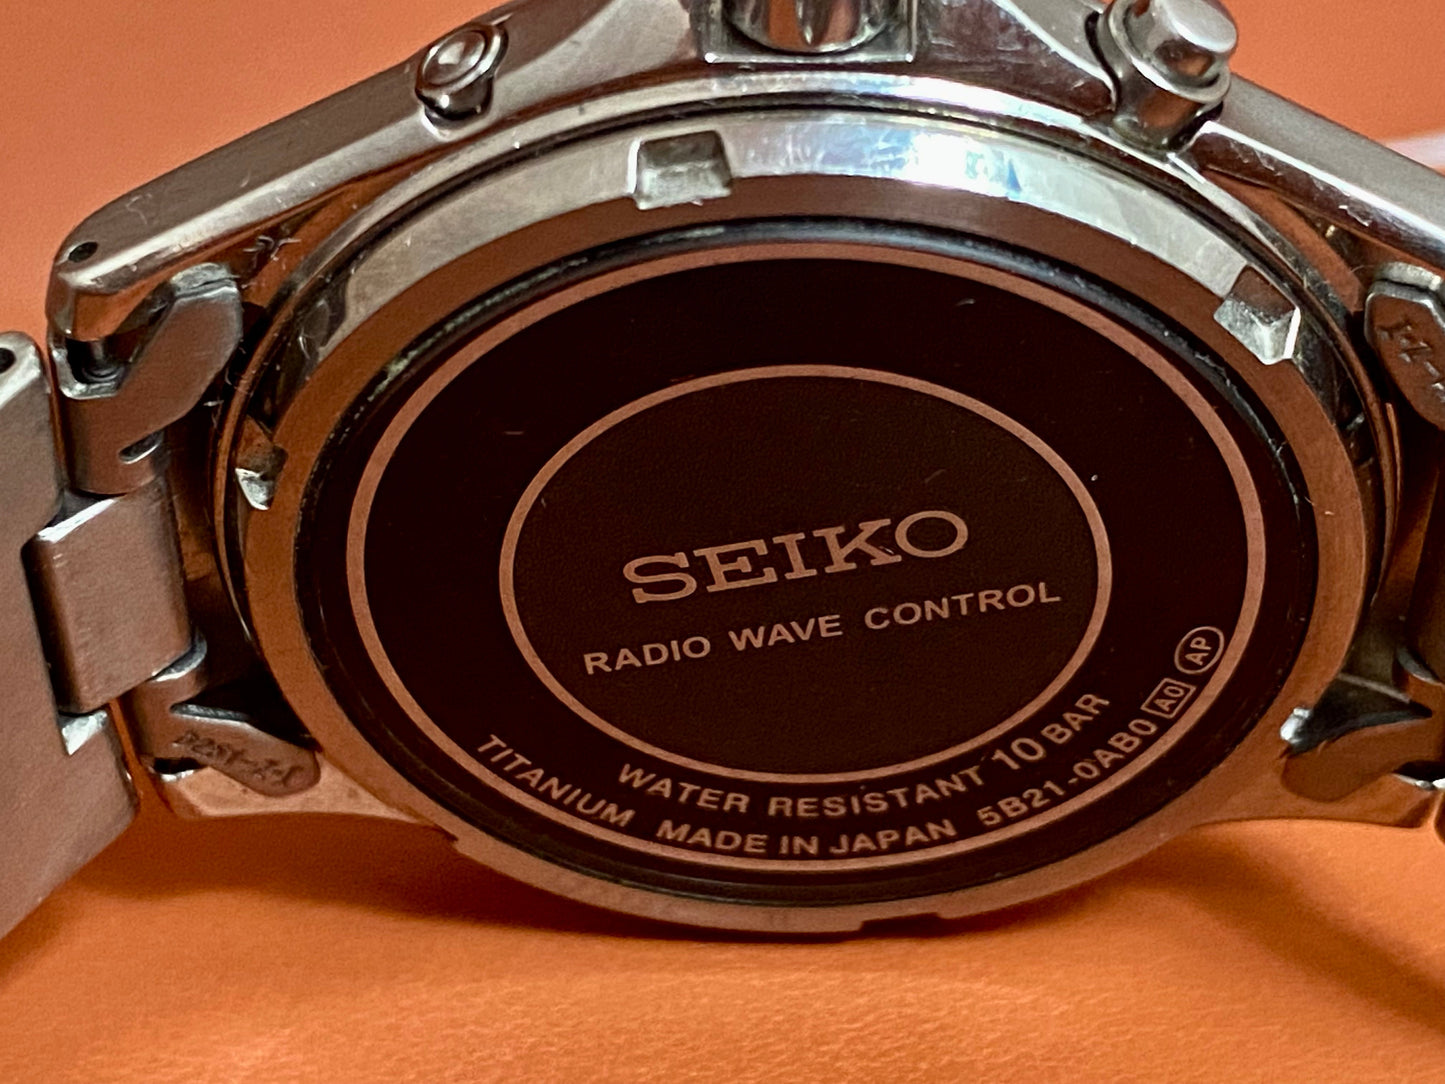 SEIKO
RADIO WAVE CONTROL
WATER RESISTANT 10 BAR
TITANIUM MADE IN JAPAN 5B21-0AB0 A0 AP